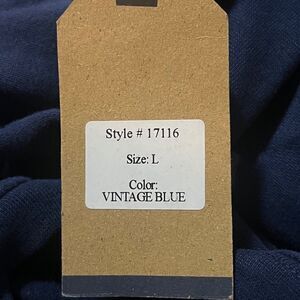 Style # 17116
Size: L
Color:
VINTAGE BLUE